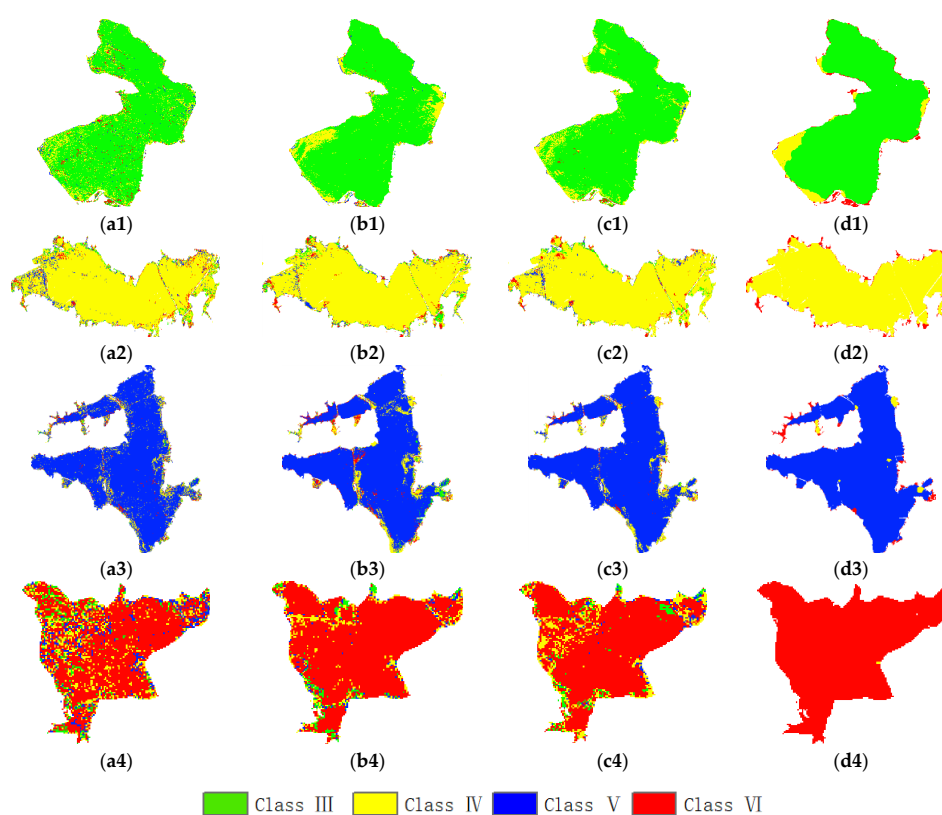 (a1) (b1) (c1) (d1)
(a2) (b2) (c2) (d2)
(a3) (b3) (c3) (d3)
(a4) (b4) (c4) (d4)
Class Ⅲ Class Ⅳ Class Ⅴ Class Ⅵ